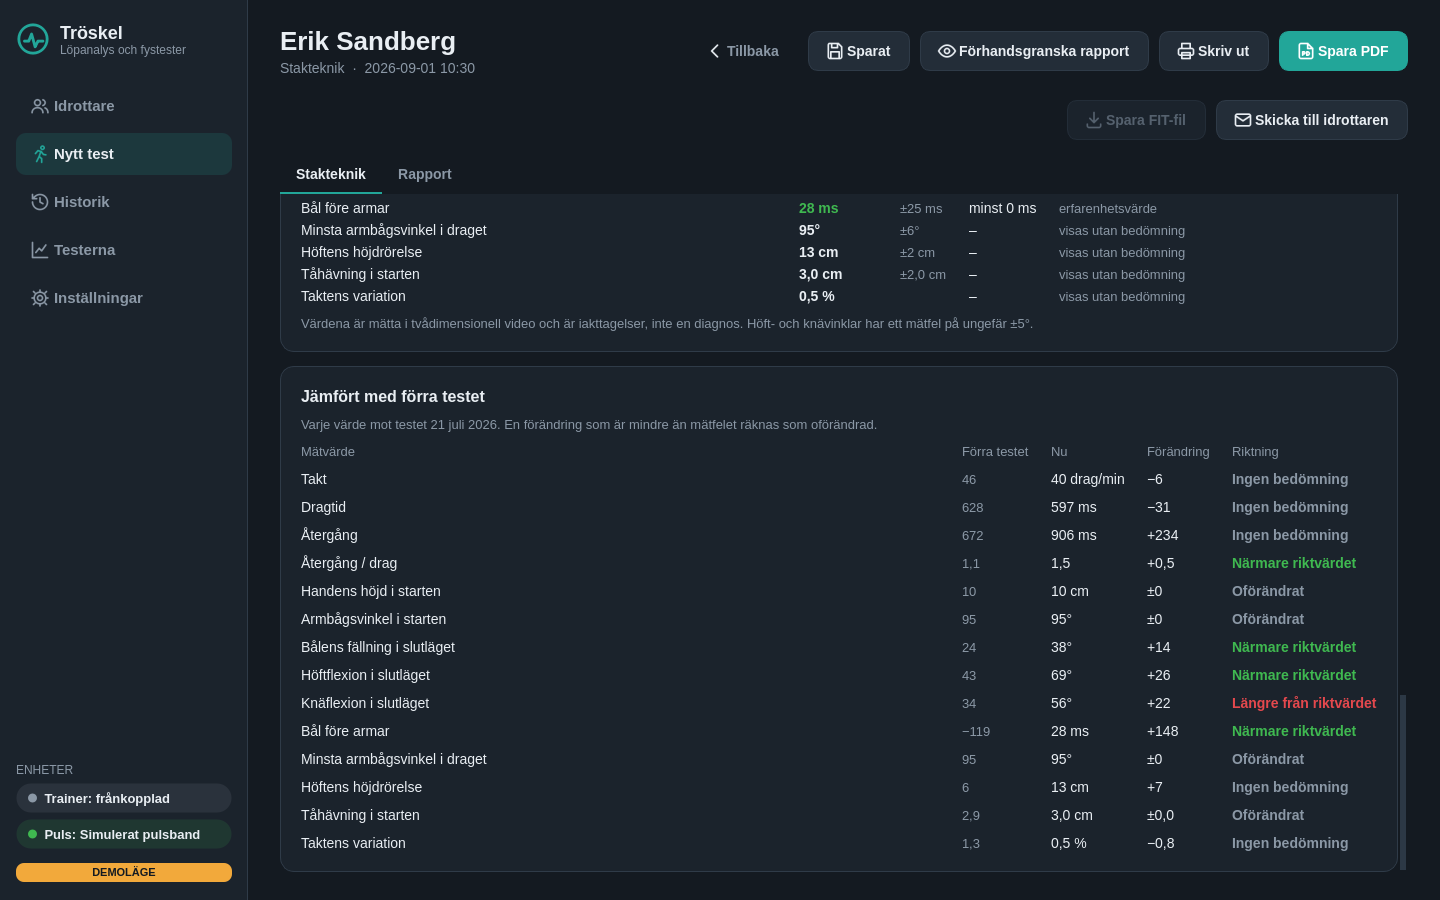 Tröskel
Löpanalys och fystester
Idrottare
Nytt test
Historik
Testerna
Inställningar
ENHETER
Trainer: frånkopplad
Puls: Simulerat pulsband
DEMOLÄGE
Erik Sandberg
Stakteknik · 2026-09-01 10:30
Tillbaka
Sparat
Förhandsgranska rapport
Skriv ut
Spara PDF
Spara FIT-fil
Skicka till idrottaren
Stakteknik Rapport
Bål före armar 28 ms ±25 ms minst 0 ms erfarenhetsvärde
Minsta armbågsvinkel i draget 95° ±6° – visas utan bedömning
Höftens höjdrörelse 13 cm ±2 cm – visas utan bedömning
Tåhävning i starten 3,0 cm ±2,0 cm – visas utan bedömning
Taktens variation 0,5 % – visas utan bedömning
Värdena är mätta i tvådimensionell video och är iakttagelser, inte en diagnos. Höft- och knävinklar har ett mätfel på ungefär ±5°.
Jämfört med förra testet
Varje värde mot testet 21 juli 2026. En förändring som är mindre än mätfelet räknas som oförändrad.
Mätvärde Förra testet Nu Förändring Riktning
Takt 46 40 drag/min −6 Ingen bedömning
Dragtid 628 597 ms −31 Ingen bedömning
Återgång 672 906 ms +234 Ingen bedömning
Återgång / drag 1,1 1,5 +0,5 Närmare riktvärdet
Handens höjd i starten 10 10 cm ±0 Oförändrat
Armbågsvinkel i starten 95 95° ±0 Oförändrat
Bålens fällning i slutläget 24 38° +14 Närmare riktvärdet
Höftflexion i slutläget 43 69° +26 Närmare riktvärdet
Knäflexion i slutläget 34 56° +22 Längre från riktvärdet
Bål före armar −119 28 ms +148 Närmare riktvärdet
Minsta armbågsvinkel i draget 95 95° ±0 Oförändrat
Höftens höjdrörelse 6 13 cm +7 Ingen bedömning
Tåhävning i starten 2,9 3,0 cm ±0,0 Oförändrat
Taktens variation 1,3 0,5 % −0,8 Ingen bedömning